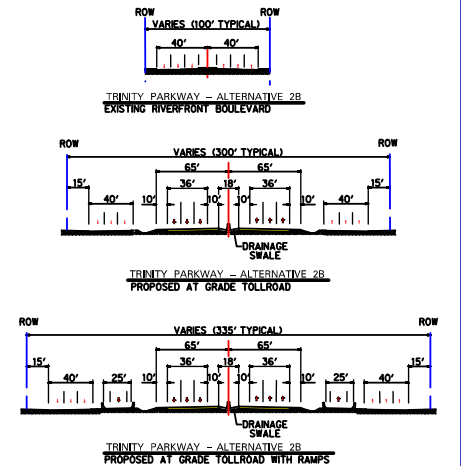 ROW ROW
VARIES (100' TYPICAL)
40' 40'
TRINITY PARKWAY - ALTERNATIVE 2B
EXISTING RIVERFRONT BOULEVARD
ROW ROW
VARIES (300' TYPICAL)
65' 65'
15' 36' 18' 36' 15'
40' 10' 10' 10' 10' 40'
DRAINAGE
SWALE
TRINITY PARKWAY - ALTERNATIVE 2B
PROPOSED AT GRADE TOLLROAD
ROW ROW
VARIES (335' TYPICAL)
65' 65'
15' 36' 18' 36' 15'
40' 25' 10' 10' 10' 10' 25' 40'
DRAINAGE
SWALE
TRINITY PARKWAY - ALTERNATIVE 2B
PROPOSED AT GRADE TOLLROAD WITH RAMPS